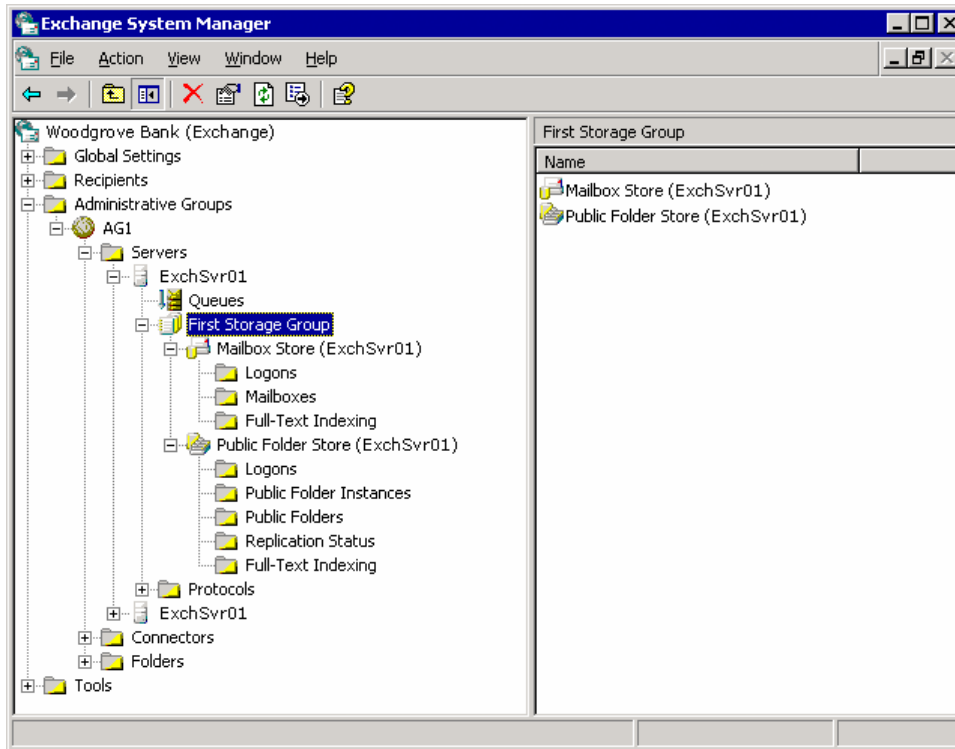 Exchange System Manager
File Action View Window Help
Woodgrove Bank (Exchange)
Global Settings
Recipients
Administrative Groups
AG1
Servers
ExchSvr01
Queues
First Storage Group
Mailbox Store (ExchSvr01)
Logons
Mailboxes
Full-Text Indexing
Public Folder Store (ExchSvr01)
Logons
Public Folder Instances
Public Folders
Replication Status
Full-Text Indexing
Protocols
ExchSvr01
Connectors
Folders
Tools
First Storage Group
Name
Mailbox Store (ExchSvr01)
Public Folder Store (ExchSvr01)